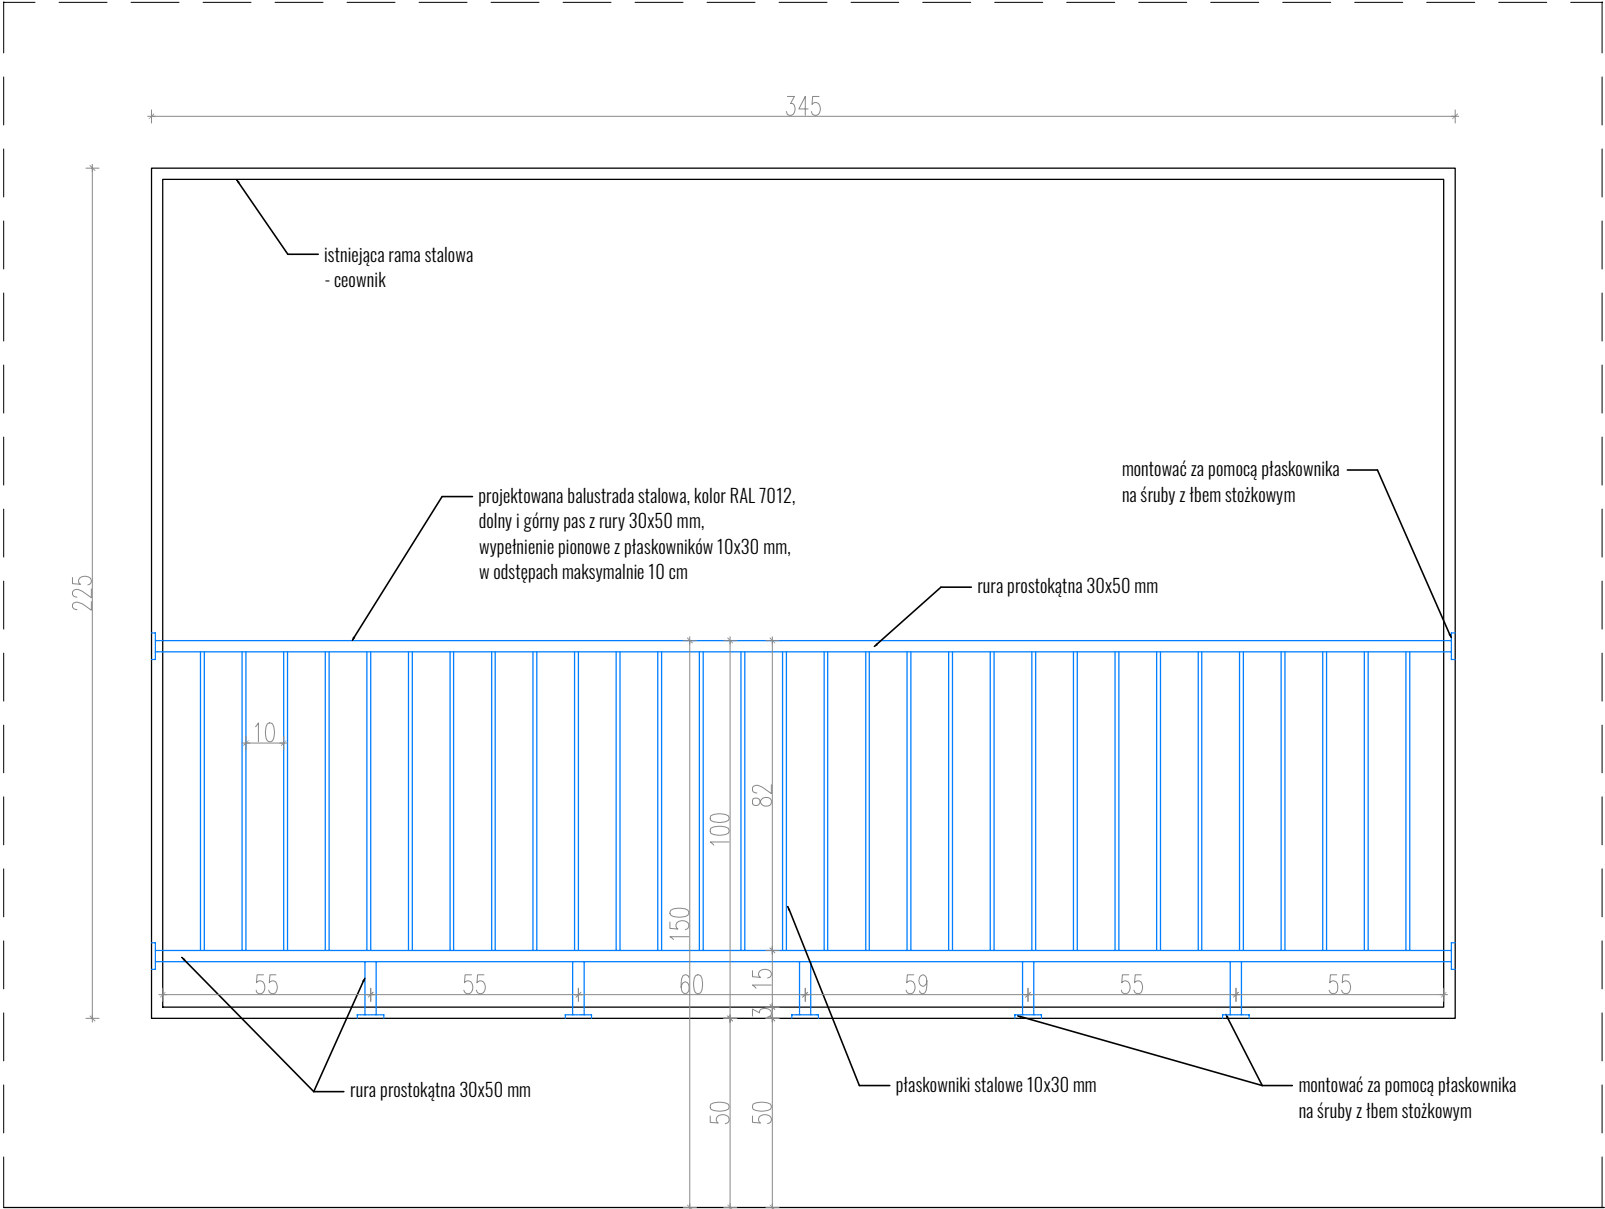 345
istniejąca rama stalowa
- ceownik
montować za pomocą płaskownika
na śruby z łbem stożkowym
projektowana balustrada stalowa, kolor RAL 7012,
dolny i górny pas z rury 30x50 mm,
wypełnienie pionowe z płaskowników 10x30 mm,
w odstępach maksymalnie 10 cm
225
rura prostokątna 30x50 mm
10
82
100
150
55
55
60
15
59
55
55
3
rura prostokątna 30x50 mm
płaskowniki stalowe 10x30 mm
montować za pomocą płaskownika
na śruby z łbem stożkowym
50
50